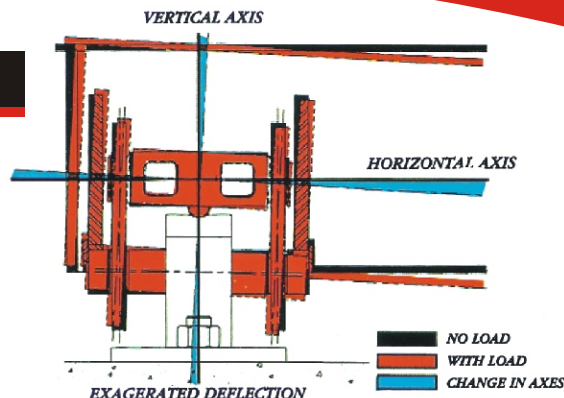 VERTICAL AXIS
HORIZONTAL AXIS
NO LOAD
WITH LOAD
CHANGE IN AXES
EXAGERATED DEFLECTION